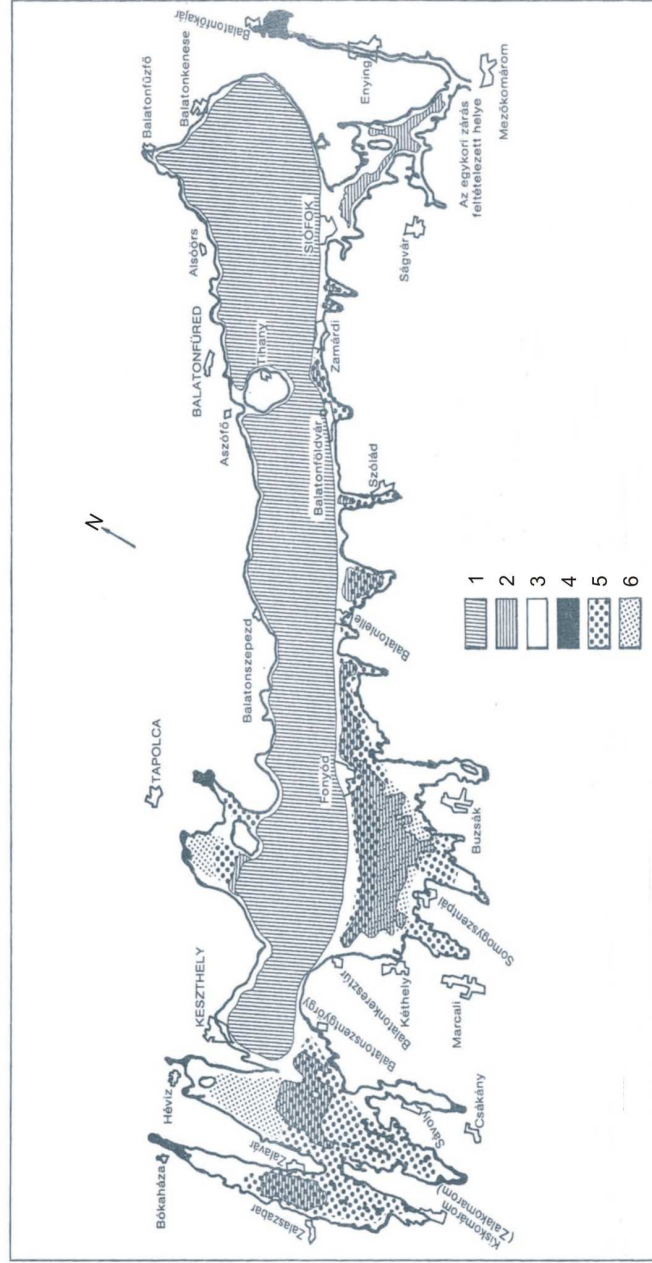 N
Balatonfőkajár
Balatonfűzfő
Balatonkenese
Enying
Mezőkomárom
Az egykori zárás
feltételezett helye
Alsóörs
SIÓFOK
Ságvár
BALATONFÜRED
Tihany
Zamárdi
Aszófő
Balatonföldvár
Szólád
Balatonszepezd
Balatonlelle
TAPOLCA
Fonyód
Buzsák
Somogyszentpál
KESZTHELY
Balatonkeresztúr
Kéthely
Marcali
Balatonszentgyörgy
Hévíz
Sávoly
Csákány
Bókaháza
Zalavár
Zalaszabar
Kiskomárom
(Zalakomárom)
1
2
3
4
5
6